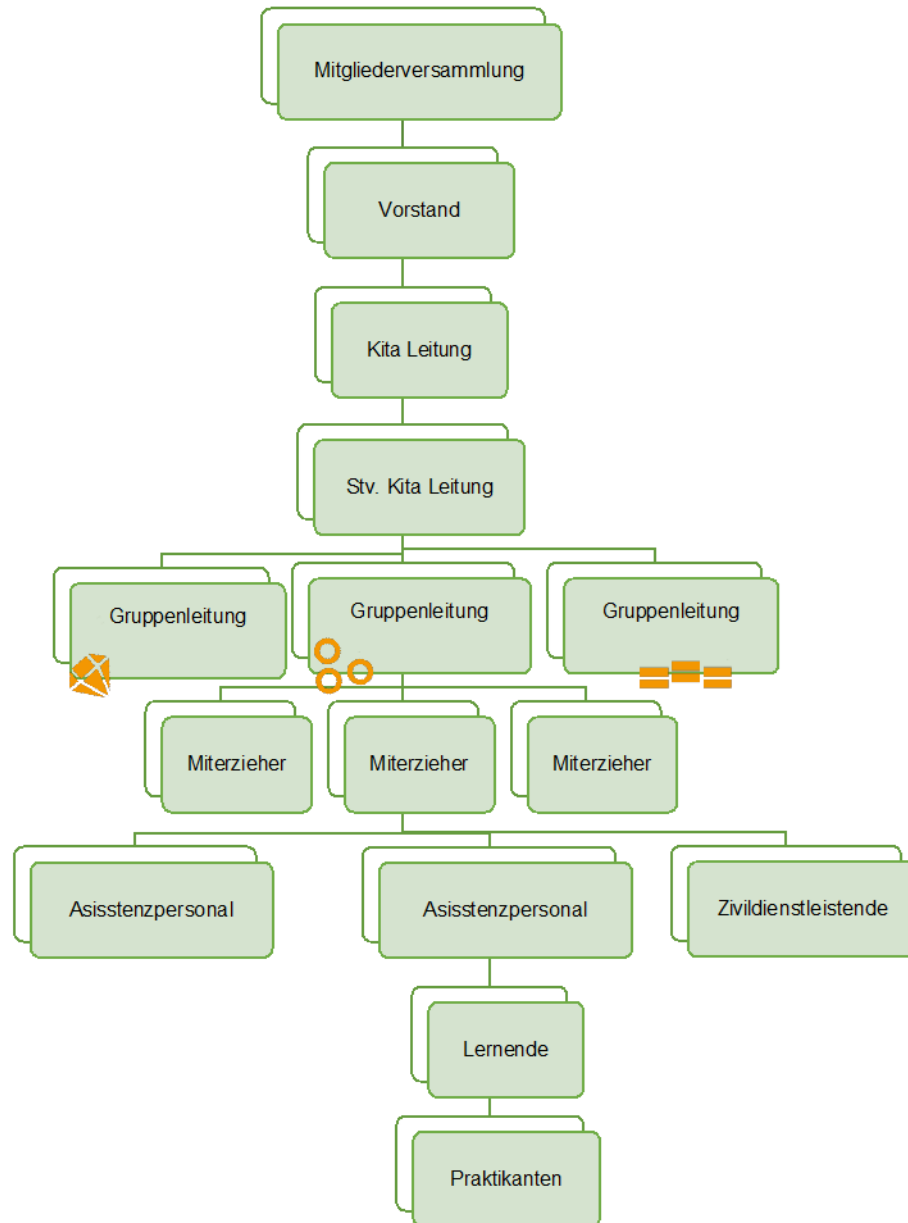 Mitgliederversammlung
Vorstand
Kita Leitung
Stv. Kita Leitung
Gruppenleitung
Gruppenleitung
Gruppenleitung
Miterzieher
Miterzieher
Miterzieher
Asisstenzpersonal
Asisstenzpersonal
Zivildienstleistende
Lernende
Praktikanten